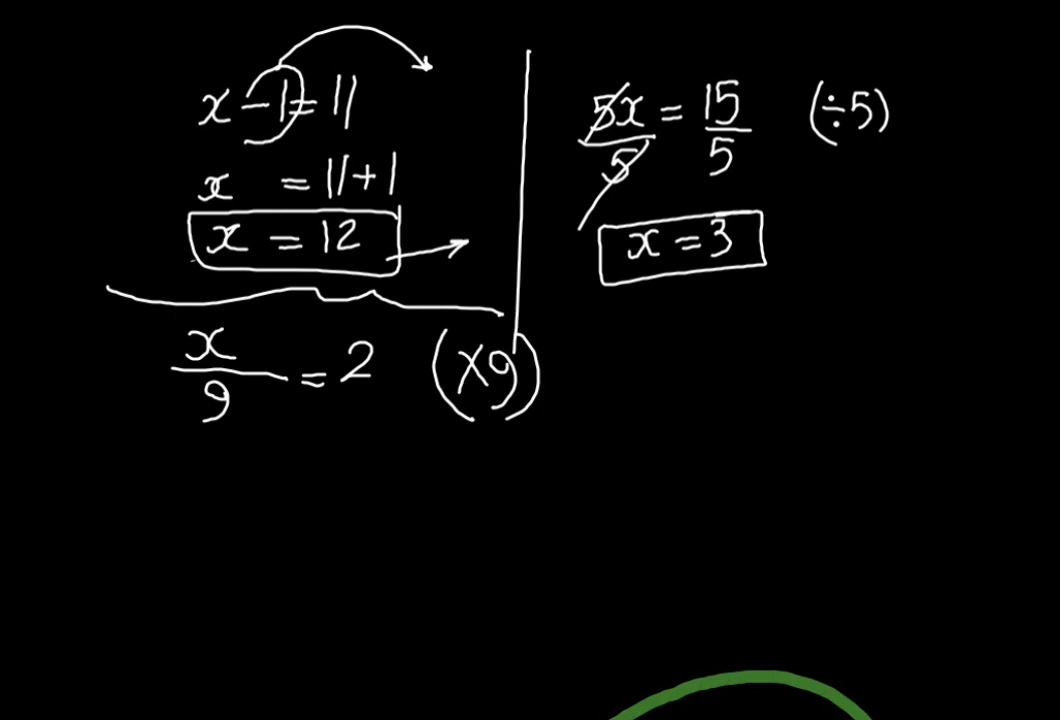 x - 1 = 11
x = 11 + 1
x = 12
5x/5 = 15/5 (÷5)
x = 3
x/9 = 2 (×9)